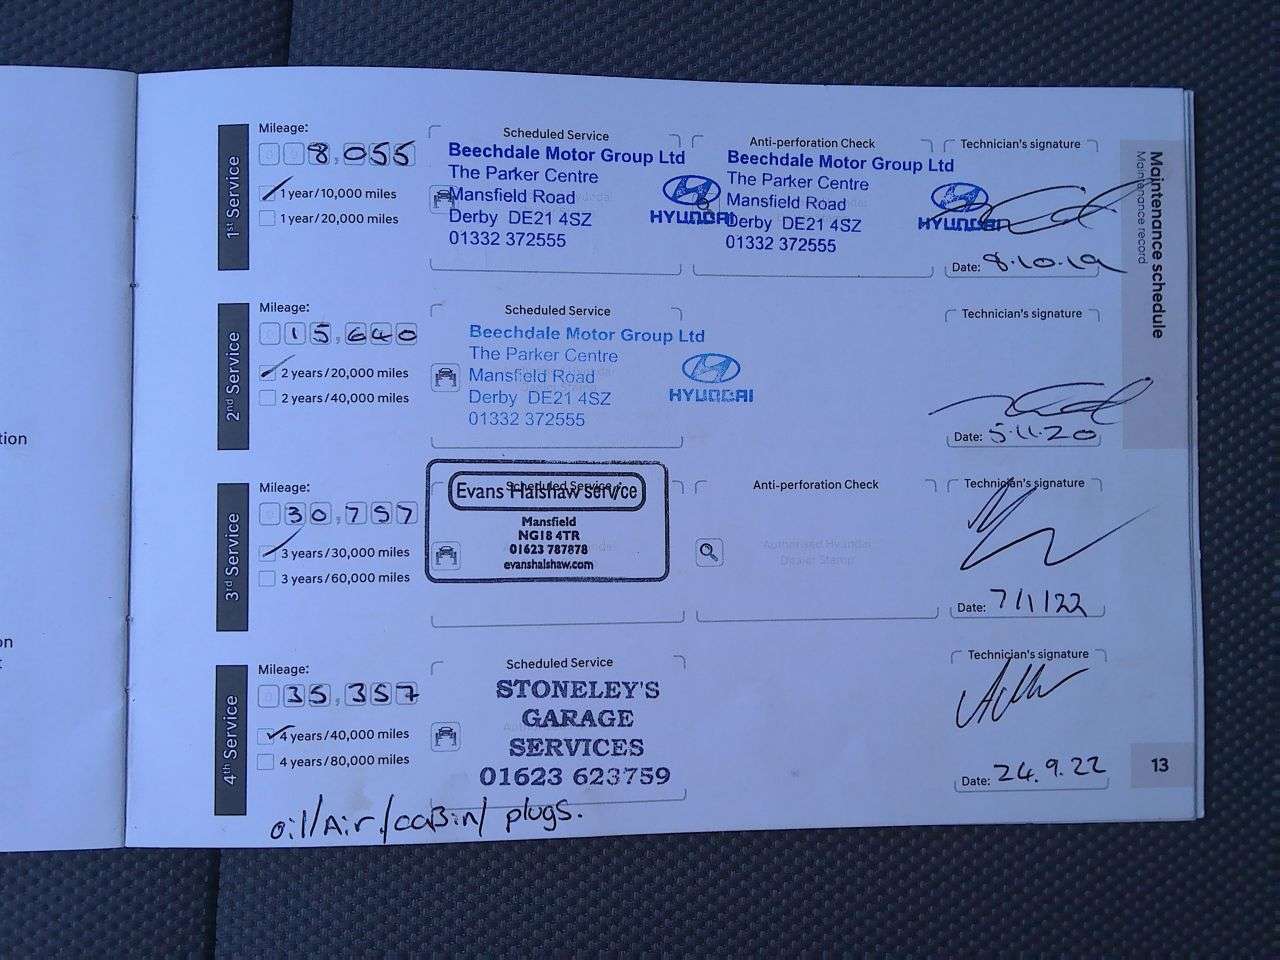 tion
on
1st Service
Mileage:
8,055
1 year/10,000 miles
1 year/20,000 miles
Scheduled Service
Beechdale Motor Group Ltd
The Parker Centre
Mansfield Road
Derby DE21 4SZ
01332 372555
HYUNDAI
Anti-perforation Check
Beechdale Motor Group Ltd
The Parker Centre
Mansfield Road
Derby DE21 4SZ
01332 372555
HYUNDAI
Technician's signature
Date: 8.10.19
Maintenance schedule
Maintenance record
2nd Service
Mileage:
15,640
2 years/20,000 miles
2 years/40,000 miles
Scheduled Service
Beechdale Motor Group Ltd
The Parker Centre
Mansfield Road
Derby DE21 4SZ
01332 372555
HYUNDAI
Technician's signature
Date: 5.11.20
3rd Service
Mileage:
30,757
3 years/30,000 miles
3 years/60,000 miles
Scheduled Service
Evans Halshaw service
Mansfield
NG18 4TR
01623 787878
evanshalshaw.com
Anti-perforation Check
Authorised Hyundai
Dealer Stamp
Technician's signature
Date: 7/1/22
4th Service
Mileage:
35,357
4 years/40,000 miles
4 years/80,000 miles
Scheduled Service
STONELEY'S
GARAGE
SERVICES
01623 623759
Technician's signature
Date: 24.9.22
oil/Air/caBin/ plugs.
13